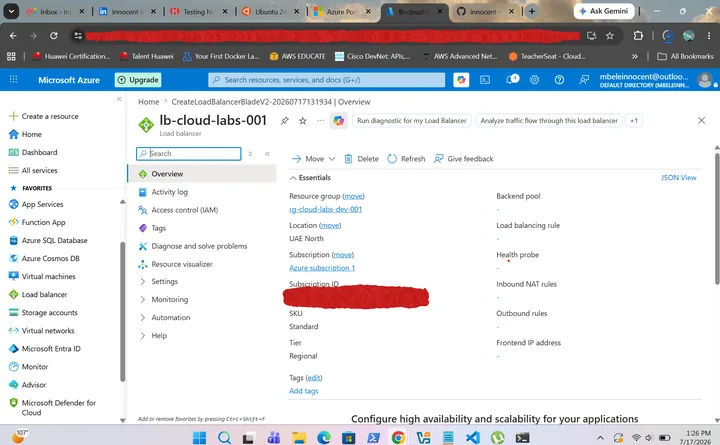 Inbox - m
Innocent M
Testing hi
Ubuntu 24
Azure Port
lb-cloud-
innocent-
Ask Gemini
Huawei Certification...
Talent Huawei
Your First Docker La...
AWS EDUCATE
Cisco DevNet: APIs,...
AWS Advanced Net...
TeacherSeat - Cloud...
All Bookmarks
Microsoft Azure
Upgrade
Search resources, services, and docs (G+/)
4
mbeleinnocent@outloo...
DEFAULT DIRECTORY (MBELEINN...
Create a resource
Home
Dashboard
All services
FAVORITES
App Services
Function App
Azure SQL Database
Azure Cosmos DB
Virtual machines
Load balancer
Storage accounts
Virtual networks
Microsoft Entra ID
Monitor
Advisor
Microsoft Defender for
Cloud
Home > CreateLoadBalancerBladeV2-20260717131934 | Overview >
lb-cloud-labs-001
Load balancer
Run diagnostic for my Load Balancer
Analyze traffic flow through this load balancer
+1
Search
Overview
Activity log
Access control (IAM)
Tags
Diagnose and solve problems
Resource visualizer
Settings
Monitoring
Automation
Help
Add or remove favorites by pressing Ctrl+Shift+F
Move
Delete
Refresh
Give feedback
Essentials
JSON View
Resource group (move)
rg-cloud-labs-dev-001
Location (move)
UAE North
Subscription (move)
Azure subscription 1
Subscription ID
SKU
Standard
Tier
Regional
Tags (edit)
Add tags
Backend pool
-
Load balancing rule
-
Health probe
-
Inbound NAT rules
-
Outbound rules
-
Frontend IP address
-
Configure high availability and scalability for your applications
107°
1:26 PM
7/17/2026